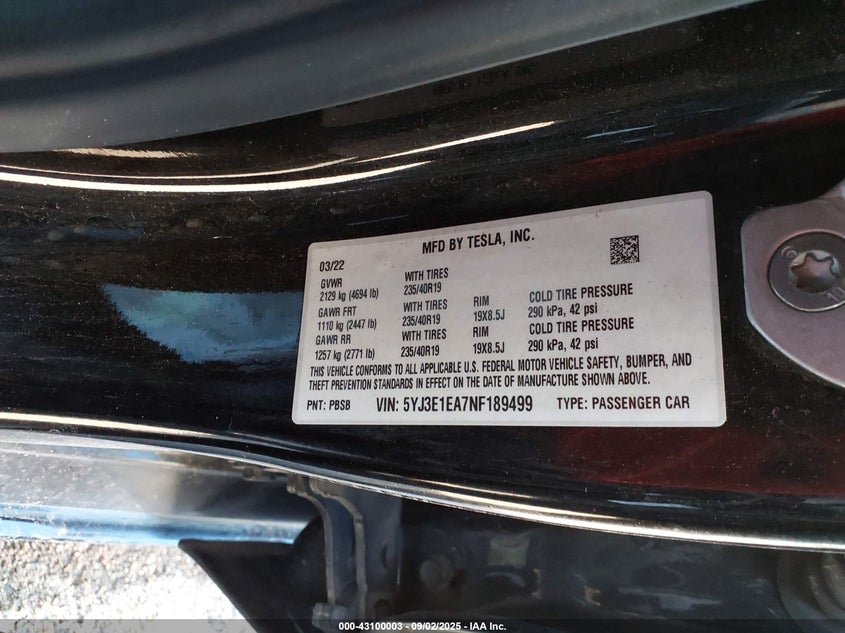 MFD BY TESLA, INC.
03/22
GVWR WITH TIRES
2129 kg (4694 lb) 235/40R19
GAWR FRT WITH TIRES RIM COLD TIRE PRESSURE
1110 kg (2447 lb) 235/40R19 19X8.5J 290 kPa, 42 psi
GAWR RR WITH TIRES RIM COLD TIRE PRESSURE
1257 kg (2771 lb) 235/40R19 19X8.5J 290 kPa, 42 psi
THIS VEHICLE CONFORMS TO ALL APPLICABLE U.S. FEDERAL MOTOR VEHICLE SAFETY, BUMPER, AND
THEFT PREVENTION STANDARDS IN EFFECT ON THE DATE OF MANUFACTURE SHOWN ABOVE.
PNT: PBSB VIN: 5YJ3E1EA7NF189499 TYPE: PASSENGER CAR
000-43100003 - 09/02/2025 - IAA Inc.